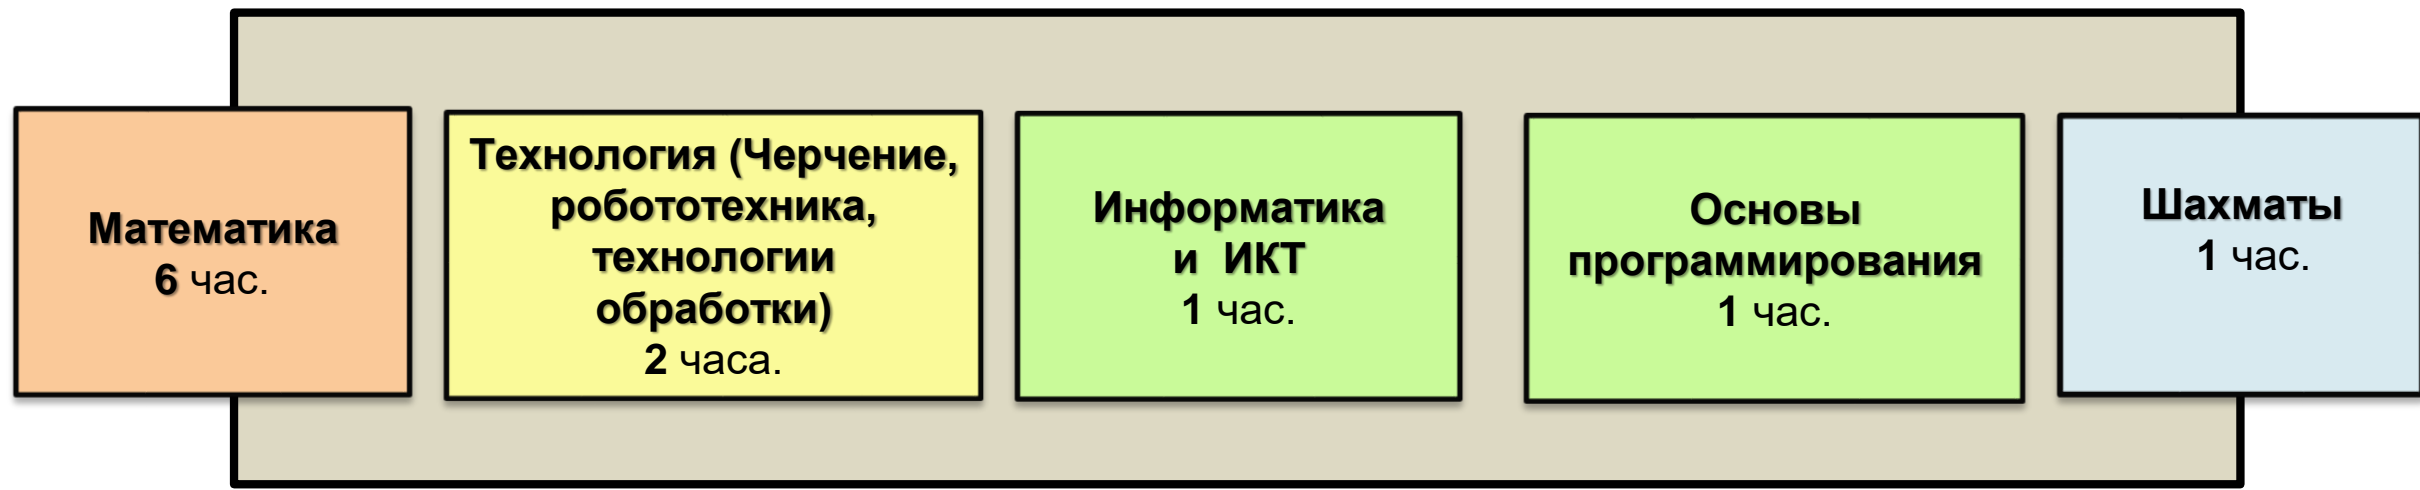 Математика
6 час.
Технология (Черчение,
робототехника,
технологии
обработки)
2 часа.
Информатика
и ИКТ
1 час.
Основы
программирования
1 час.
Шахматы
1 час.